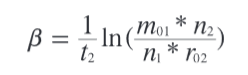 β = 1/t₂ ln(m₀₁ * n₂ / n₁ * r₀₂)